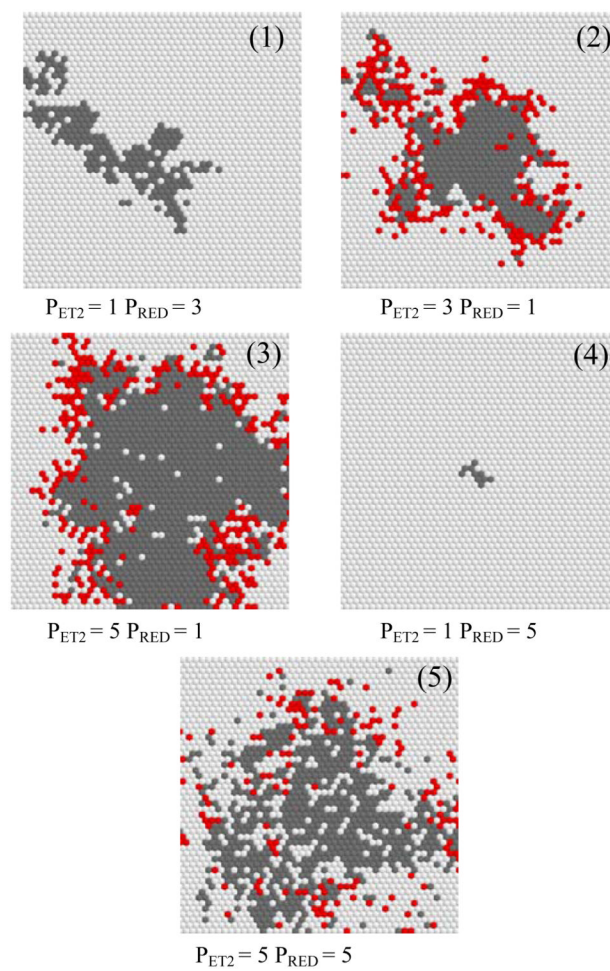 (1)
(2)
P_ET2 = 1 P_RED = 3
P_ET2 = 3 P_RED = 1
(3)
(4)
P_ET2 = 5 P_RED = 1
P_ET2 = 1 P_RED = 5
(5)
P_ET2 = 5 P_RED = 5